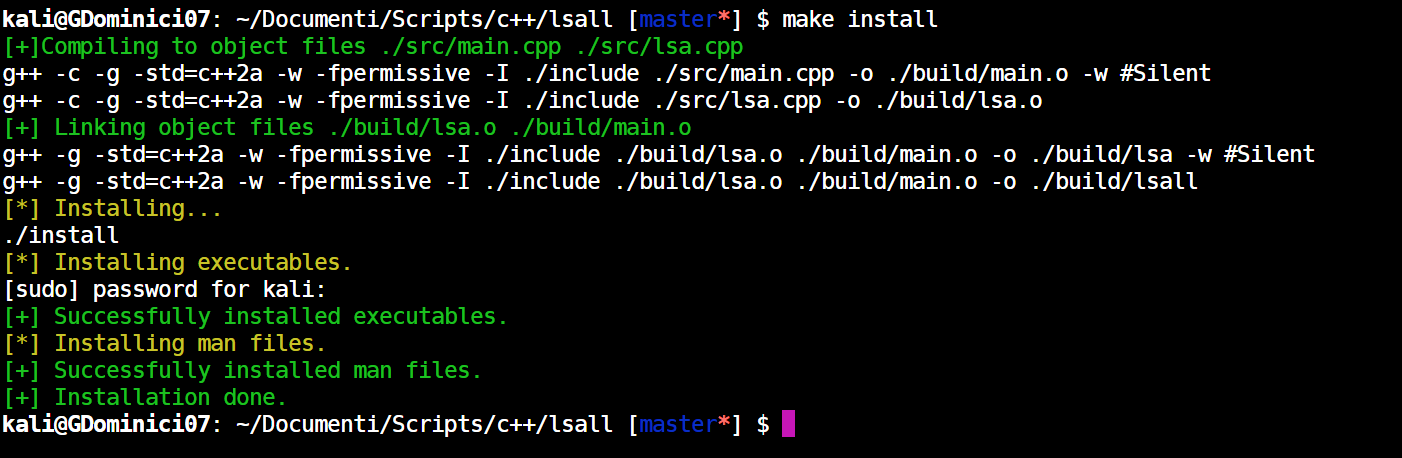 kali@GDominici07: ~/Documenti/Scripts/c++/lsall [master*] $ make install
[+]Compiling to object files ./src/main.cpp ./src/lsa.cpp
g++ -c -g -std=c++2a -w -fpermissive -I ./include ./src/main.cpp -o ./build/main.o -w #Silent
g++ -c -g -std=c++2a -w -fpermissive -I ./include ./src/lsa.cpp -o ./build/lsa.o
[+] Linking object files ./build/lsa.o ./build/main.o
g++ -g -std=c++2a -w -fpermissive -I ./include ./build/lsa.o ./build/main.o -o ./build/lsa -w #Silent
g++ -g -std=c++2a -w -fpermissive -I ./include ./build/lsa.o ./build/main.o -o ./build/lsall
[*] Installing...
./install
[*] Installing executables.
[sudo] password for kali:
[+] Successfully installed executables.
[*] Installing man files.
[+] Successfully installed man files.
[+] Installation done.
kali@GDominici07: ~/Documenti/Scripts/c++/lsall [master*] $